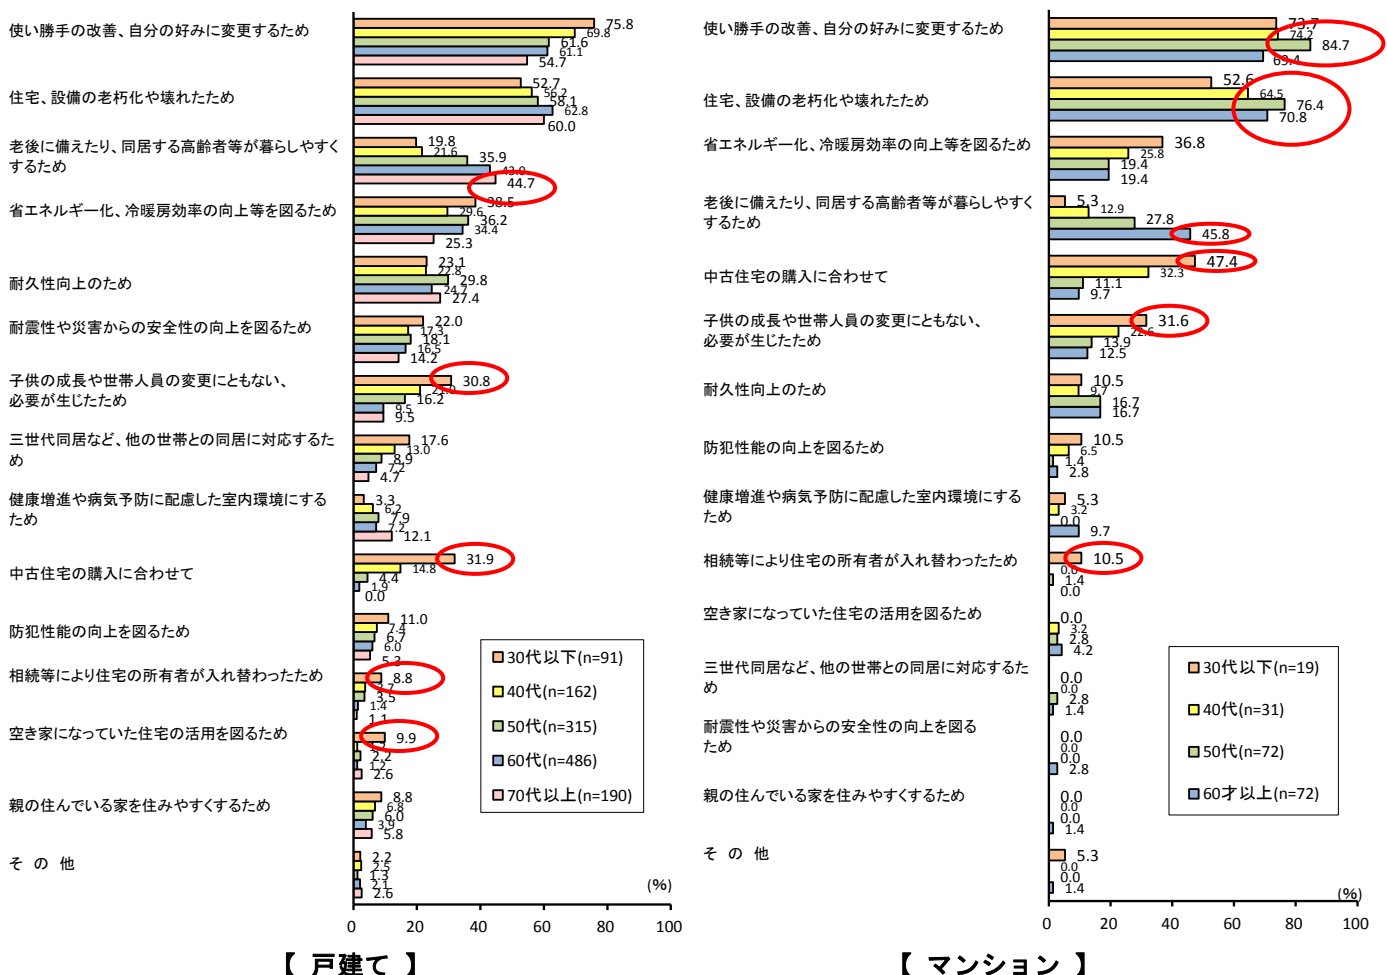 使い勝手の改善、自分の好みに変更するため
75.8
69.8
61.6
61.1
54.7
住宅、設備の老朽化や壊れたため
52.7
56.2
58.1
62.8
60.0
老後に備えたり、同居する高齢者等が暮らしやすく
するため
19.8
21.6
35.9
43.0
44.7
省エネルギー化、冷暖房効率の向上等を図るため
38.5
29.6
36.2
34.4
25.3
耐久性向上のため
23.1
22.8
29.8
24.7
27.4
耐震性や災害からの安全性の向上を図るため
22.0
17.3
18.1
16.5
14.2
子供の成長や世帯人員の変更にともない、
必要が生じたため
30.8
21.0
16.2
9.5
9.5
三世代同居など、他の世帯との同居に対応するた
め
17.6
13.0
8.9
7.2
4.7
健康増進や病気予防に配慮した室内環境にする
ため
3.3
6.2
7.9
7.2
12.1
中古住宅の購入に合わせて
31.9
14.8
4.4
1.9
0.0
防犯性能の向上を図るため
11.0
7.4
6.7
6.0
5.3
相続等により住宅の所有者が入れ替わったため
8.8
3.7
3.5
1.4
1.1
空き家になっていた住宅の活用を図るため
9.9
1.2
2.2
1.2
2.6
親の住んでいる家を住みやすくするため
8.8
6.8
6.0
3.9
5.8
そ の 他
2.2
2.5
1.3
2.1
2.6
30代以下(n=91)
40代(n=162)
50代(n=315)
60代(n=486)
70代以上(n=190)
(%)
0 20 40 60 80 100
【 戸建て 】
使い勝手の改善、自分の好みに変更するため
73.7
74.2
84.7
69.4
住宅、設備の老朽化や壊れたため
52.6
64.5
76.4
70.8
省エネルギー化、冷暖房効率の向上等を図るため
36.8
25.8
19.4
19.4
老後に備えたり、同居する高齢者等が暮らしやすく
するため
5.3
12.9
27.8
45.8
中古住宅の購入に合わせて
47.4
32.3
11.1
9.7
子供の成長や世帯人員の変更にともない、
必要が生じたため
31.6
22.6
13.9
12.5
耐久性向上のため
10.5
9.7
16.7
16.7
防犯性能の向上を図るため
10.5
6.5
1.4
2.8
健康増進や病気予防に配慮した室内環境にする
ため
5.3
3.2
0.0
9.7
相続等により住宅の所有者が入れ替わったため
10.5
0.0
1.4
0.0
空き家になっていた住宅の活用を図るため
0.0
3.2
2.8
4.2
三世代同居など、他の世帯との同居に対応するた
め
0.0
0.0
2.8
1.4
耐震性や災害からの安全性の向上を図る
ため
0.0
0.0
0.0
2.8
親の住んでいる家を住みやすくするため
0.0
0.0
0.0
1.4
そ の 他
5.3
0.0
0.0
1.4
30代以下(n=19)
40代(n=31)
50代(n=72)
60才以上(n=72)
(%)
0 20 40 60 80 100
【 マンション 】